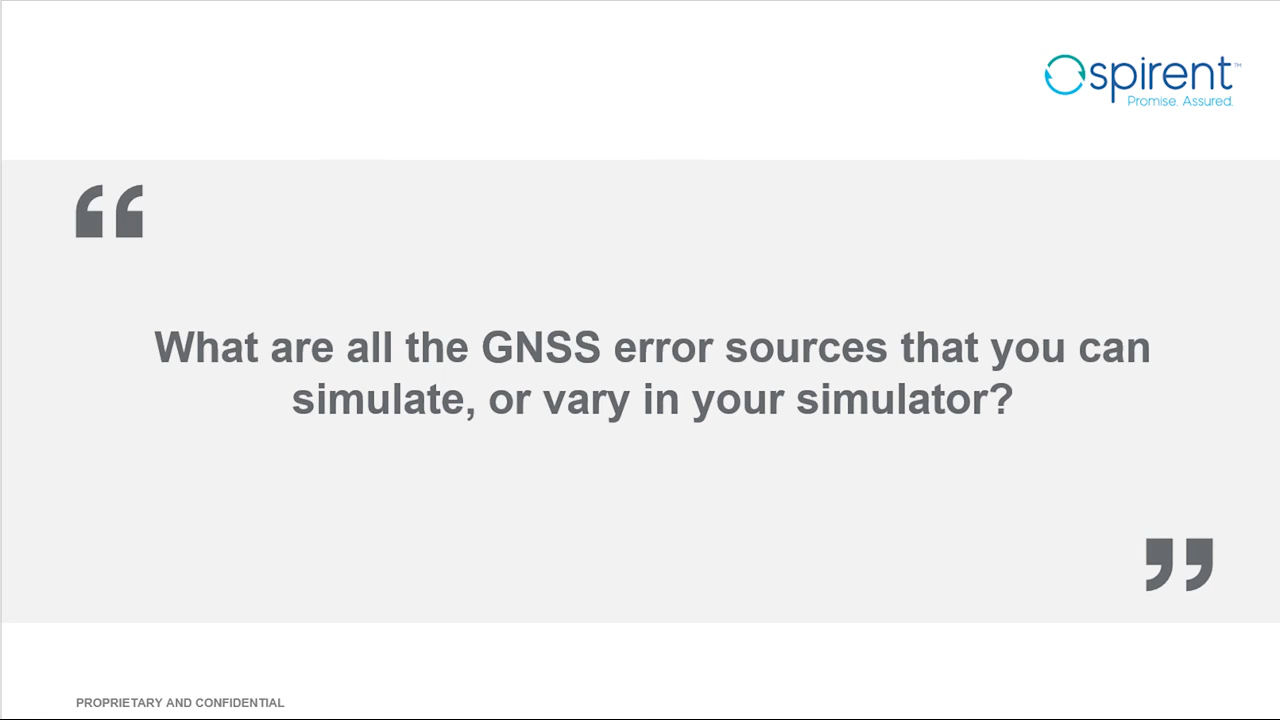 spirent™
Promise. Assured.
“
What are all the GNSS error sources that you can
simulate, or vary in your simulator?
”
PROPRIETARY AND CONFIDENTIAL